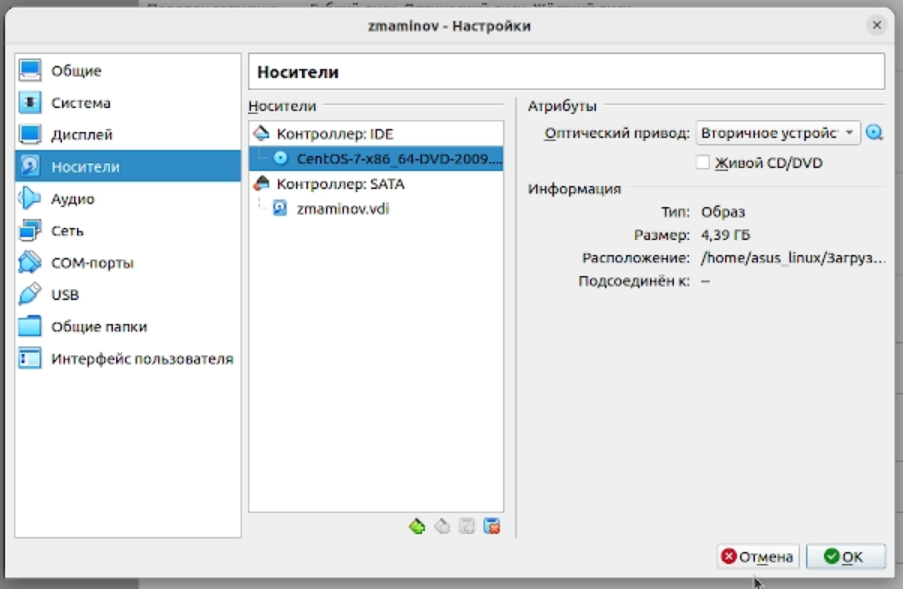 zmaminov - Настройки
Общие
Система
Дисплей
Носители
Аудио
Сеть
COM-порты
USB
Общие папки
Интерфейс пользователя
Носители
Носители
Контроллер: IDE
CentOS-7-x86_64-DVD-2009....
Контроллер: SATA
zmaminov.vdi
Атрибуты
Оптический привод: Вторичное устройс
Живой CD/DVD
Информация
Тип: Образ
Размер: 4,39 ГБ
Расположение: /home/asus_linux/Загруз...
Подсоединён к: --
Отмена
OK